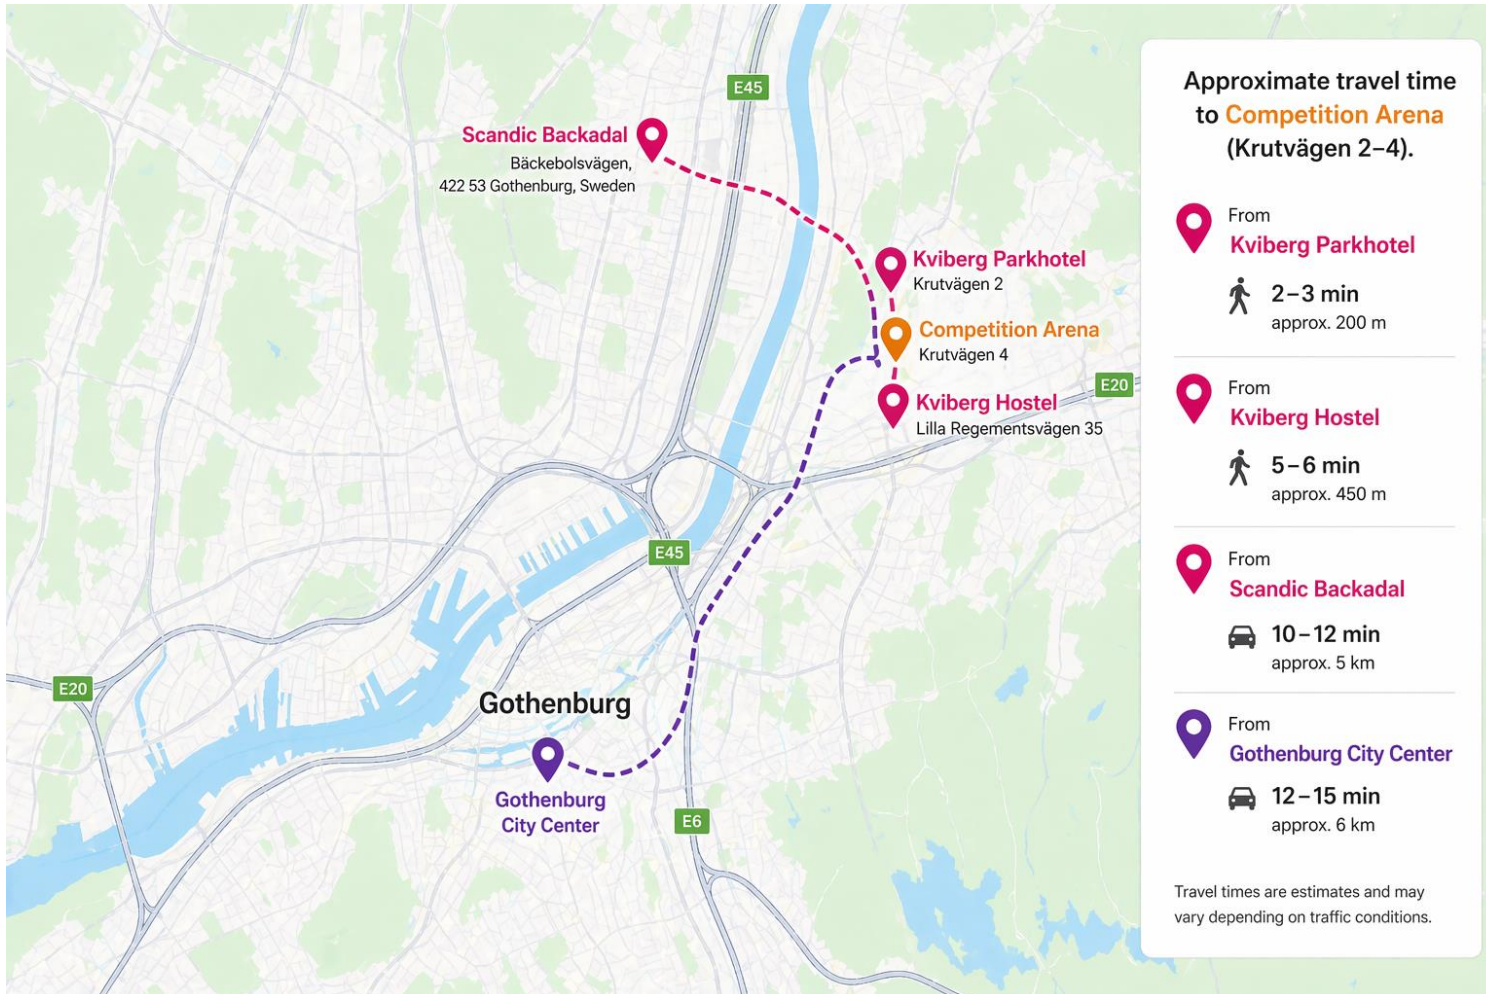 E45
Scandic Backadal
Bäckebolsvägen,
422 53 Gothenburg, Sweden
Kviberg Parkhotel
Krutvägen 2
Competition Arena
Krutvägen 4
E20
Kviberg Hostel
Lilla Regementsvägen 35
E45
E20
Gothenburg
Gothenburg
City Center
E6
Approximate travel time
to Competition Arena
(Krutvägen 2–4).
From
Kviberg Parkhotel
2–3 min
approx. 200 m
From
Kviberg Hostel
5–6 min
approx. 450 m
From
Scandic Backadal
10–12 min
approx. 5 km
From
Gothenburg City Center
12–15 min
approx. 6 km
Travel times are estimates and may
vary depending on traffic conditions.